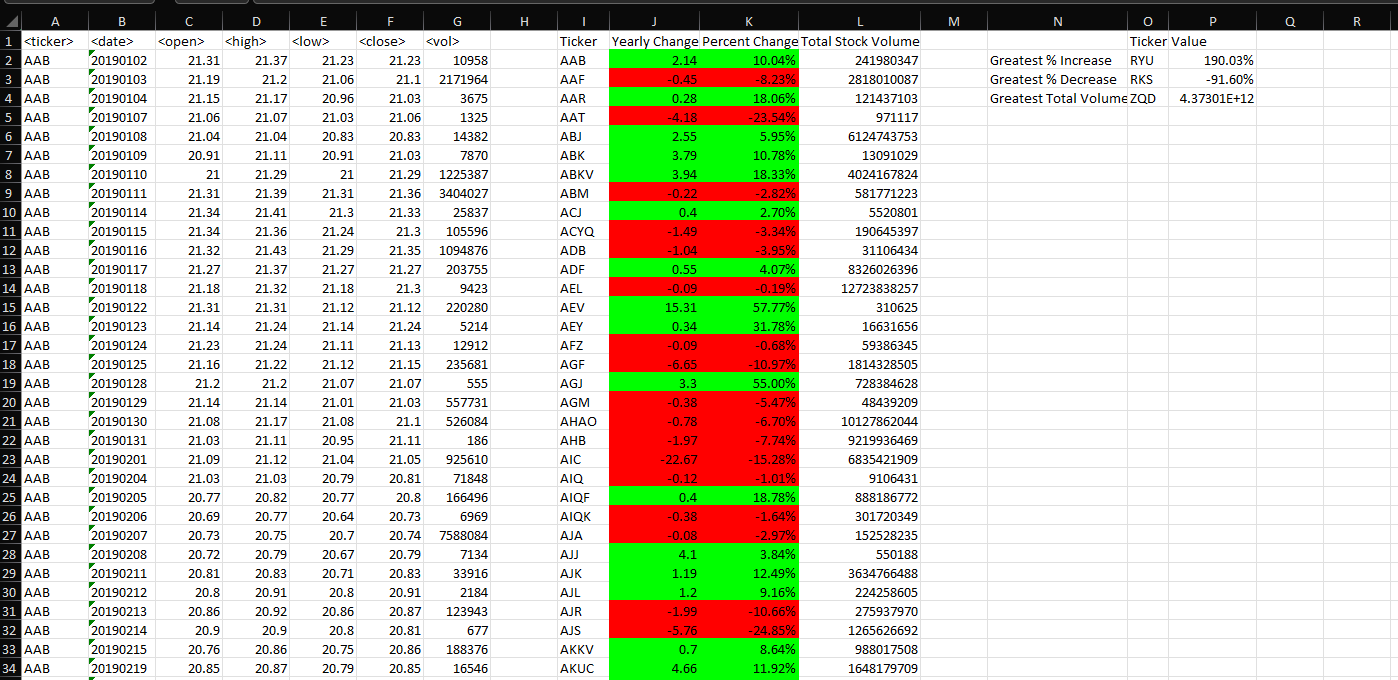 A B C D E F G H I J K L M N O P Q R
1 <ticker> <date> <open> <high> <low> <close> <vol> Ticker Yearly Change Percent Change Total Stock Volume Ticker Value
2 AAB 20190102 21.31 21.37 21.23 21.23 10958 AAB 2.14 10.04% 241980347 Greatest % Increase RYU 190.03%
3 AAB 20190103 21.19 21.2 21.06 21.1 2171964 AAF -0.45 -8.23% 2818010087 Greatest % Decrease RKS -91.60%
4 AAB 20190104 21.15 21.17 20.96 21.03 3675 AAR 0.28 18.06% 121437103 Greatest Total Volume ZQD 4.37301E+12
5 AAB 20190107 21.06 21.07 21.03 21.06 1325 AAT -4.18 -23.54% 971117
6 AAB 20190108 21.04 21.04 20.83 20.83 14382 ABJ 2.55 5.95% 6124743753
7 AAB 20190109 20.91 21.11 20.91 21.03 7870 ABK 3.79 10.78% 13091029
8 AAB 20190110 21 21.29 21 21.29 1225387 ABKV 3.94 18.33% 4024167824
9 AAB 20190111 21.31 21.39 21.31 21.36 3404027 ABM -0.22 -2.82% 581771223
10 AAB 20190114 21.34 21.41 21.3 21.33 25837 ACJ 0.4 2.70% 5520801
11 AAB 20190115 21.34 21.36 21.24 21.3 105596 ACYQ -1.49 -3.34% 190645397
12 AAB 20190116 21.32 21.43 21.29 21.35 1094876 ADB -1.04 -3.95% 31106434
13 AAB 20190117 21.27 21.37 21.27 21.27 203755 ADF 0.55 4.07% 8326026396
14 AAB 20190118 21.18 21.32 21.18 21.3 9423 AEL -0.09 -0.19% 12723838257
15 AAB 20190122 21.31 21.31 21.12 21.12 220280 AEV 15.31 57.77% 310625
16 AAB 20190123 21.14 21.24 21.14 21.24 5214 AEY 0.34 31.78% 16631656
17 AAB 20190124 21.23 21.24 21.11 21.13 12912 AFZ -0.09 -0.68% 59386345
18 AAB 20190125 21.16 21.22 21.12 21.15 235681 AGF -6.65 -10.97% 1814328505
19 AAB 20190128 21.2 21.2 21.07 21.07 555 AGJ 3.3 55.00% 728384628
20 AAB 20190129 21.14 21.14 21.01 21.03 557731 AGM -0.38 -5.47% 48439209
21 AAB 20190130 21.08 21.17 21.08 21.1 526084 AHAO -0.78 -6.70% 10127862044
22 AAB 20190131 21.03 21.11 20.95 21.11 186 AHB -1.97 -7.74% 9219936469
23 AAB 20190201 21.09 21.12 21.04 21.05 925610 AIC -22.67 -15.28% 6835421909
24 AAB 20190204 21.03 21.03 20.79 20.81 71848 AIQ -0.12 -1.01% 9106431
25 AAB 20190205 20.77 20.82 20.77 20.8 166496 AIQF 0.4 18.78% 888186772
26 AAB 20190206 20.69 20.77 20.64 20.73 6969 AIQK -0.38 -1.64% 301720349
27 AAB 20190207 20.73 20.75 20.7 20.74 7588084 AJA -0.08 -2.97% 152528235
28 AAB 20190208 20.72 20.79 20.67 20.79 7134 AJJ 4.1 3.84% 550188
29 AAB 20190211 20.81 20.83 20.71 20.83 33916 AJK 1.19 12.49% 3634766488
30 AAB 20190212 20.8 20.91 20.8 20.91 2184 AJL 1.2 9.16% 224258605
31 AAB 20190213 20.86 20.92 20.86 20.87 123943 AJR -1.99 -10.66% 275937970
32 AAB 20190214 20.9 20.9 20.8 20.81 677 AJS -5.76 -24.85% 1265626692
33 AAB 20190215 20.76 20.86 20.75 20.86 188376 AKKV 0.7 8.64% 988017508
34 AAB 20190219 20.85 20.87 20.79 20.85 16546 AKUC 4.66 11.92% 1648179709